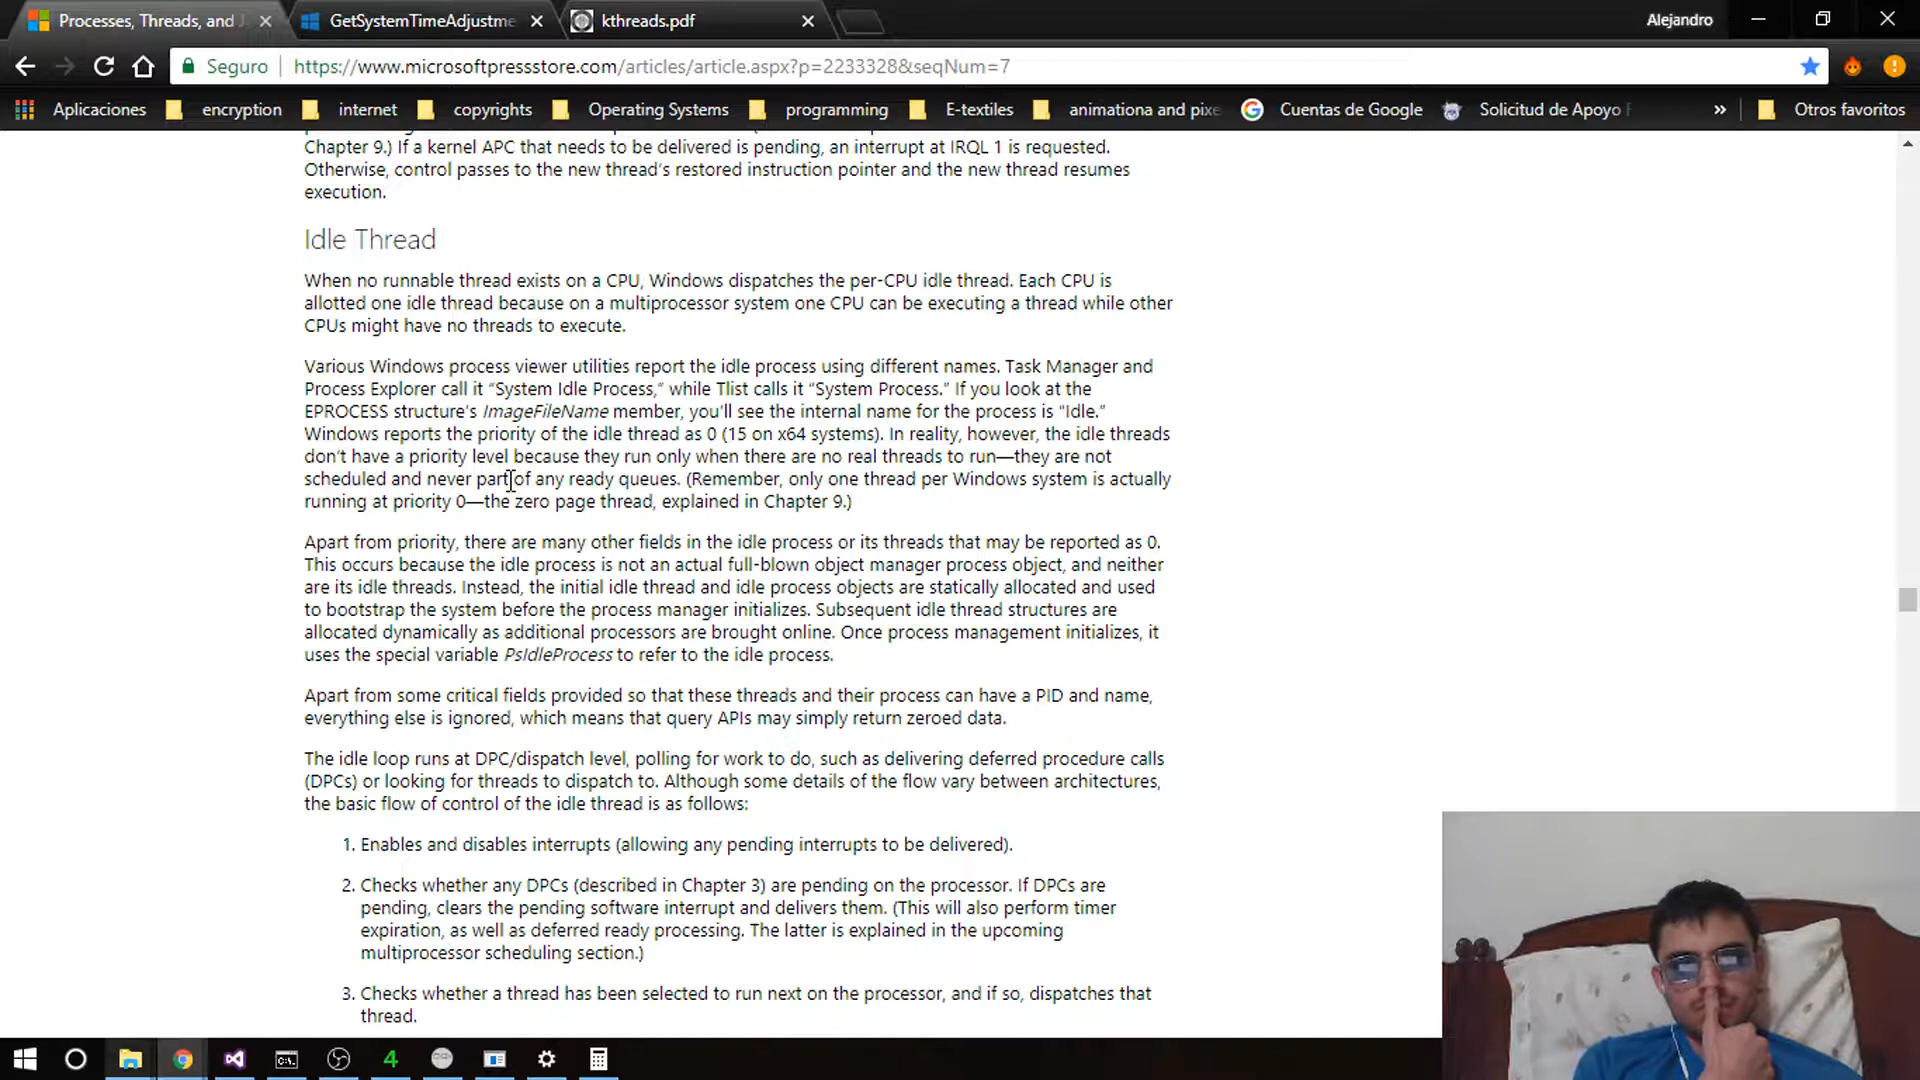 Processes, Threads, and J
GetSystemTimeAdjustme
kthreads.pdf
Alejandro
Seguro
https://www.microsoftpressstore.com/articles/article.aspx?p=2233328&seqNum=7
Aplicaciones
encryption
internet
copyrights
Operating Systems
programming
E-textiles
animationa and pixe
Cuentas de Google
Solicitud de Apoyo
»
Otros favoritos
Chapter 9.) If a kernel APC that needs to be delivered is pending, an interrupt at IRQL 1 is requested.
Otherwise, control passes to the new thread's restored instruction pointer and the new thread resumes
execution.
Idle Thread
When no runnable thread exists on a CPU, Windows dispatches the per-CPU idle thread. Each CPU is
allotted one idle thread because on a multiprocessor system one CPU can be executing a thread while other
CPUs might have no threads to execute.
Various Windows process viewer utilities report the idle process using different names. Task Manager and
Process Explorer call it “System Idle Process,” while Tlist calls it “System Process.” If you look at the
EPROCESS structure's ImageFileName member, you'll see the internal name for the process is “Idle.”
Windows reports the priority of the idle thread as 0 (15 on x64 systems). In reality, however, the idle threads
don't have a priority level because they run only when there are no real threads to run—they are not
scheduled and never part of any ready queues. (Remember, only one thread per Windows system is actually
running at priority 0—the zero page thread, explained in Chapter 9.)
Apart from priority, there are many other fields in the idle process or its threads that may be reported as 0.
This occurs because the idle process is not an actual full-blown object manager process object, and neither
are its idle threads. Instead, the initial idle thread and idle process objects are statically allocated and used
to bootstrap the system before the process manager initializes. Subsequent idle thread structures are
allocated dynamically as additional processors are brought online. Once process management initializes, it
uses the special variable PsIdleProcess to refer to the idle process.
Apart from some critical fields provided so that these threads and their process can have a PID and name,
everything else is ignored, which means that query APIs may simply return zeroed data.
The idle loop runs at DPC/dispatch level, polling for work to do, such as delivering deferred procedure calls
(DPCs) or looking for threads to dispatch to. Although some details of the flow vary between architectures,
the basic flow of control of the idle thread is as follows:
1. Enables and disables interrupts (allowing any pending interrupts to be delivered).
2. Checks whether any DPCs (described in Chapter 3) are pending on the processor. If DPCs are
pending, clears the pending software interrupt and delivers them. (This will also perform timer
expiration, as well as deferred ready processing. The latter is explained in the upcoming
multiprocessor scheduling section.)
3. Checks whether a thread has been selected to run next on the processor, and if so, dispatches that
thread.
4